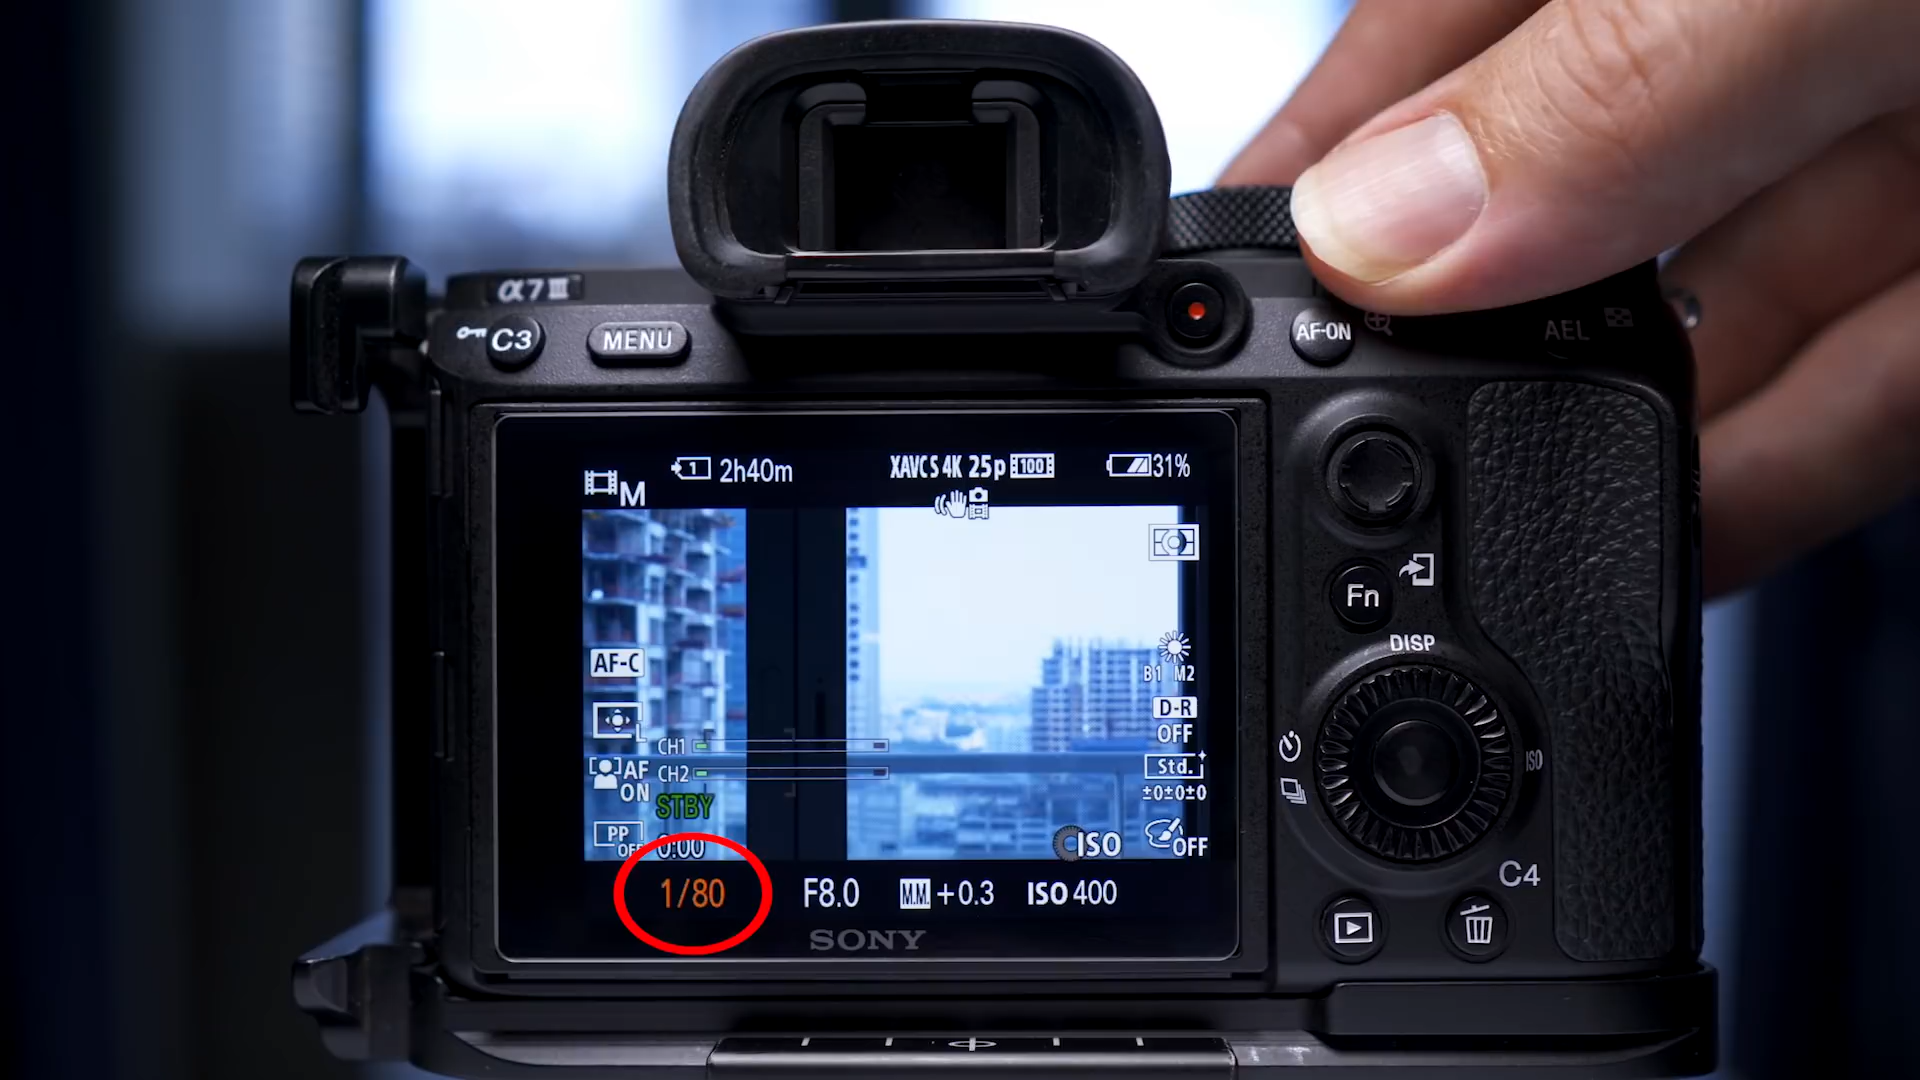 α7III
C3
MENU
AF-ON
AEL
1 2h40m
XAVC S 4K 25p 100
31%
M
AF-C
L
B1 M2
D-R
OFF
CH1
CH2
AF
ON
STBY
Std.
±0±0±0
PP
OFF
0:00
ISO
OFF
1/80
F8.0
M.M. +0.3
ISO 400
SONY
Fn
DISP
ISO
C4